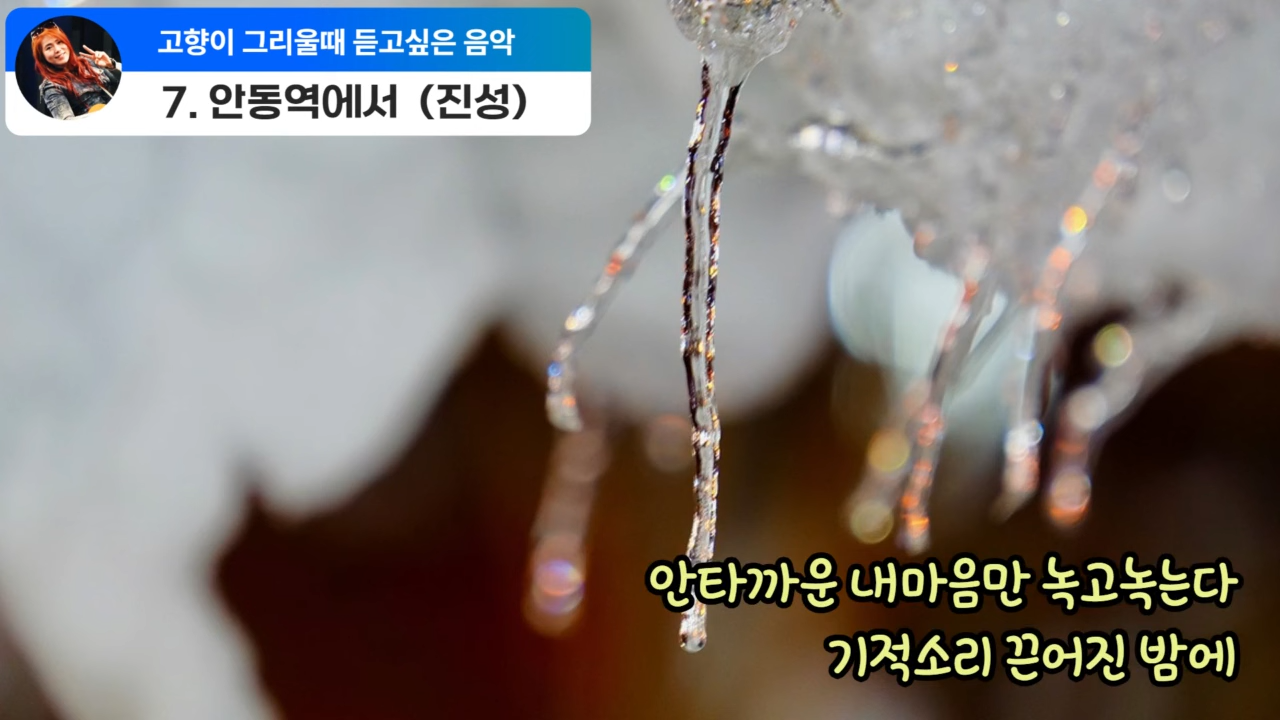 고향이 그리울때 듣고싶은 음악
7. 안동역에서 (진성)
안타까운 내마음만 녹고녹는다
기적소리 끈어진 밤에